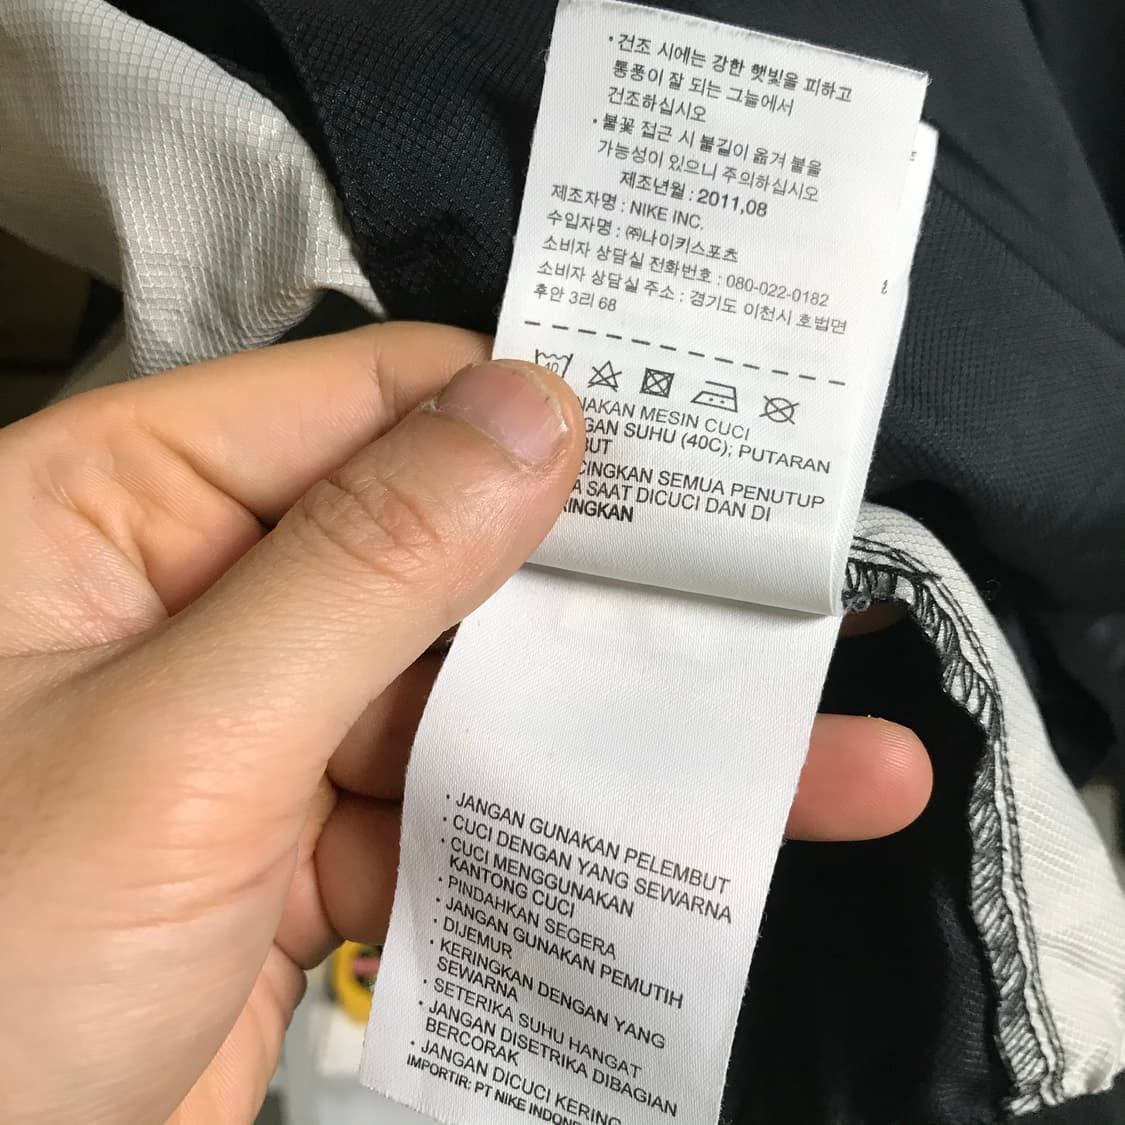 • 건조 시에는 강한 햇빛을 피하고
통풍이 잘 되는 그늘에서
건조하십시오
• 불꽃 접근 시 불길이 옮겨 붙을
가능성이 있으니 주의하십시오
제조년월 : 2011,08
제조자명 : NIKE INC.
수입자명 : ㈜나이키스포츠
소비자 상담실 전화번호 : 080-022-0182
소비자 상담실 주소 : 경기도 이천시 호법면
후안 3리 68
40
MESIN CUCI
SUHU (40C); PUTARAN
SEMUA PENUTUP
SAAT DICUCI DAN DI
• JANGAN GUNAKAN PELEMBUT
• CUCI DENGAN YANG SEWARNA
• CUCI MENGGUNAKAN
KANTONG CUCI
• PINDAHKAN SEGERA
• JANGAN GUNAKAN PEMUTIH
• DIJEMUR
• KERINGKAN DENGAN YANG
SEWARNA
• SETERIKA SUHU HANGAT
• JANGAN DISETRIKA DIBAGIAN
BERCORAK
• JANGAN DICUCI KERING
IMPORTIR: PT NIKE